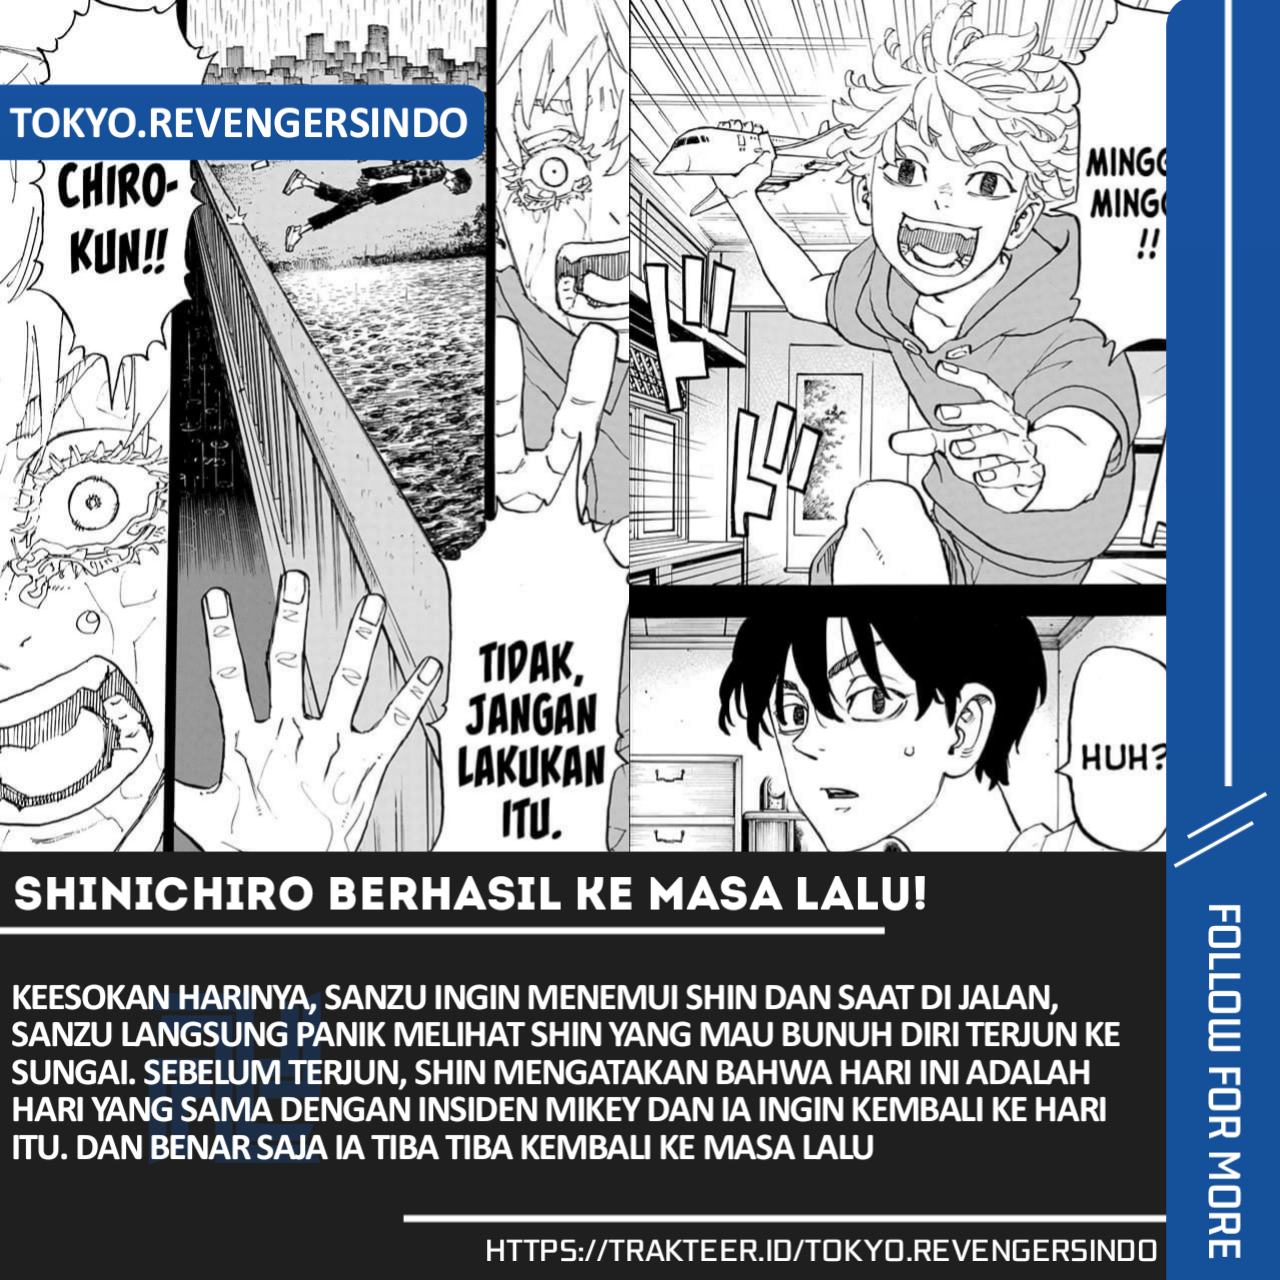 TOKYO.REVENGERSINDO
CHIRO-
KUN!!
TIDAK,
JANGAN
LAKUKAN
ITU.
!!
HUH?
SHINICHIRO BERHASIL KE MASA LALU!
KEESOKAN HARINYA, SANZU INGIN MENEMUI SHIN DAN SAAT DI JALAN,
SANZU LANGSUNG PANIK MELIHAT SHIN YANG MAU BUNUH DIRI TERJUN KE
SUNGAI. SEBELUM TERJUN, SHIN MENGATAKAN BAHWA HARI INI ADALAH
HARI YANG SAMA DENGAN INSIDEN MIKEY DAN IA INGIN KEMBALI KE HARI
ITU. DAN BENAR SAJA IA TIBA TIBA KEMBALI KE MASA LALU
HTTPS://TRAKTEER.ID/TOKYO.REVENGERSINDO
FOLLOW FOR MORE